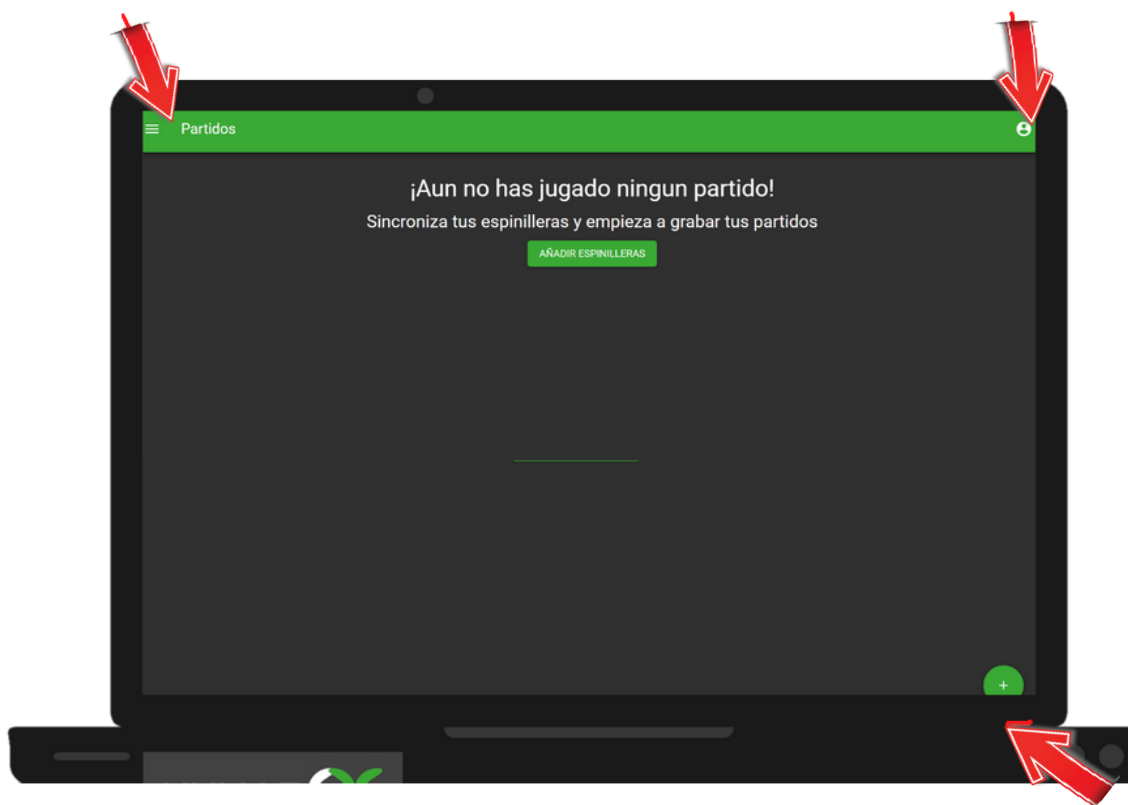 Partidos
¡Aun no has jugado ningun partido!
Sincroniza tus espinilleras y empieza a grabar tus partidos
AÑADIR ESPINILLERAS
+